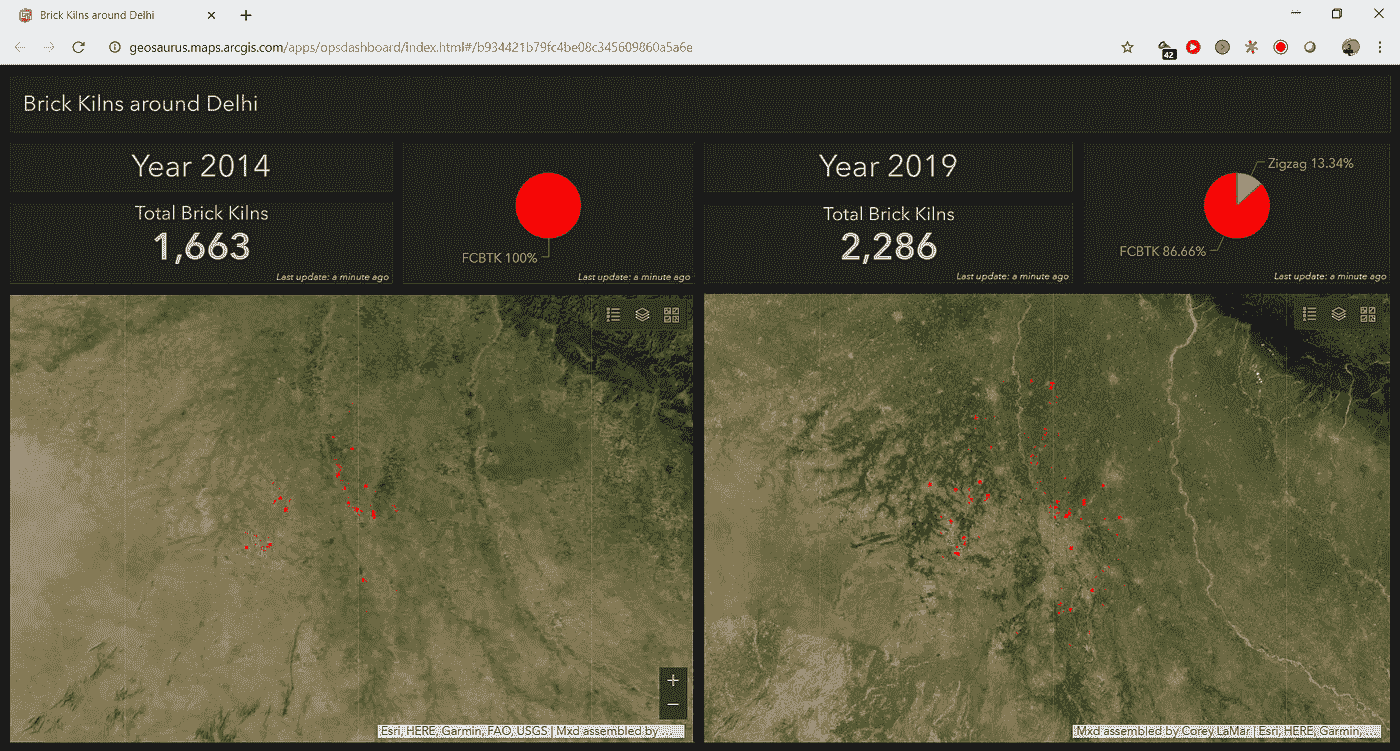 Brick Kilns around Delhi
geosaurus.maps.arcgis.com/apps/opsdashboard/index.html#/b934421b79fc4be08c345609860a5a6e
42
Brick Kilns around Delhi
Year 2014
Total Brick Kilns
1,663
Last update: a minute ago
FCBTK 100%
Last update: a minute ago
Year 2019
Total Brick Kilns
2,286
Last update: a minute ago
Zigzag 13.34%
FCBTK 86.66%
Last update: a minute ago
Esri, HERE, Garmin, FAO, USGS | Mxd assembled by
Mxd assembled by Corey LaMar | Esri, HERE, Garmin,